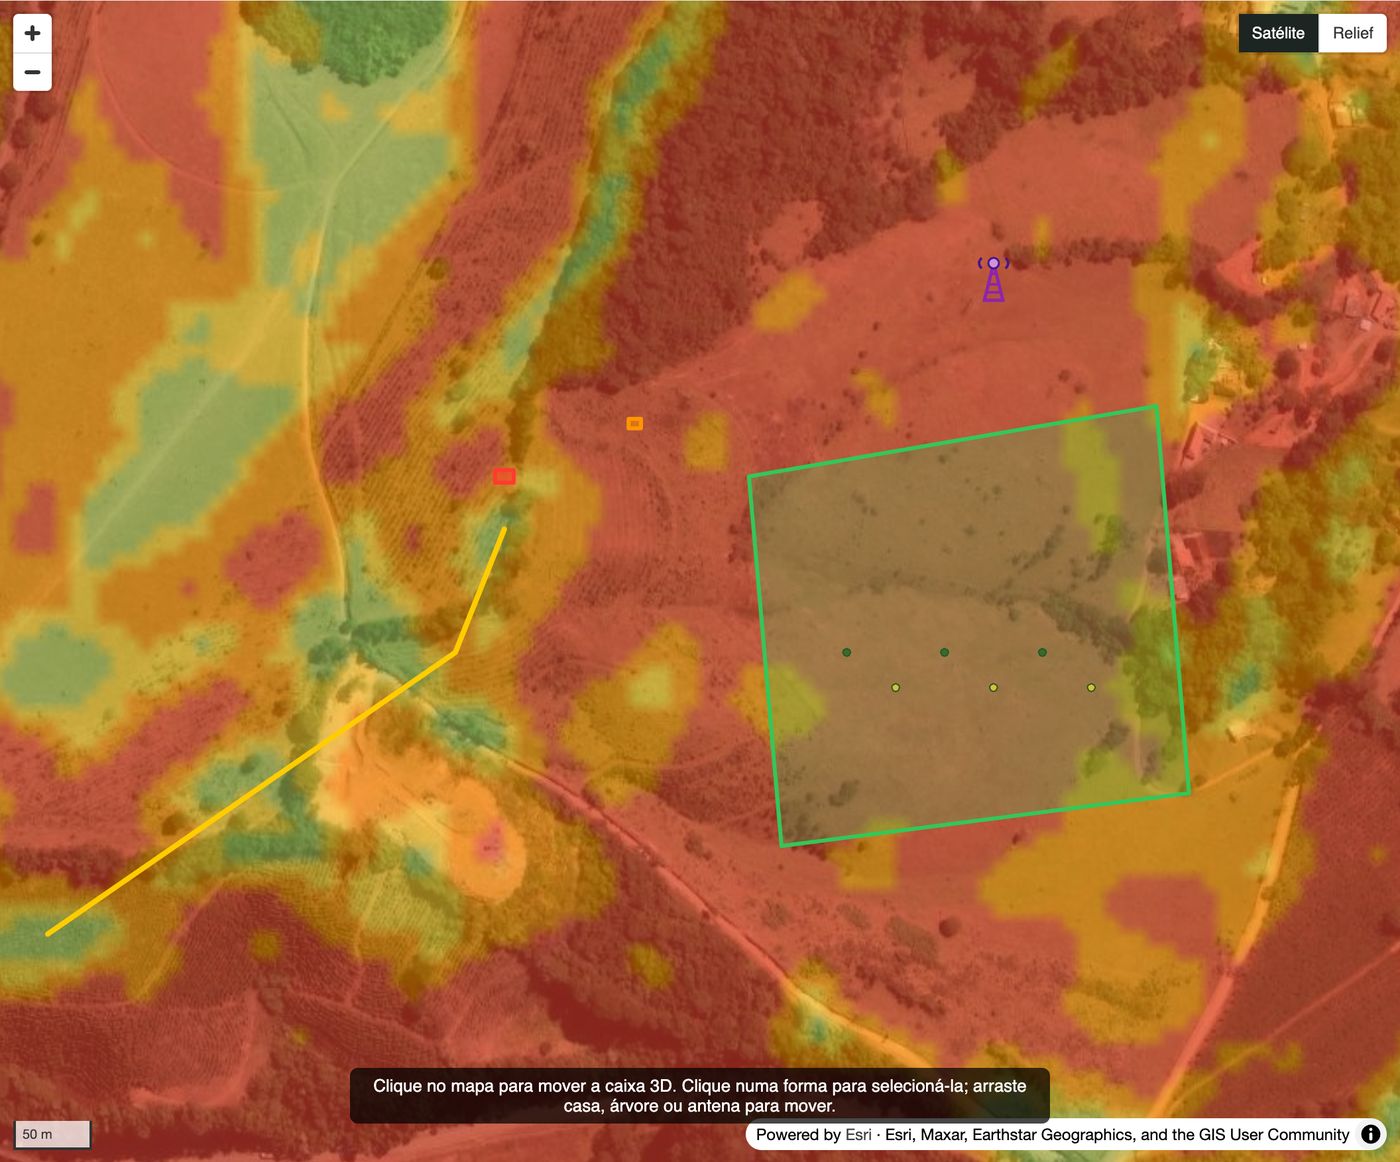 +
−
Satélite Relief
Clique no mapa para mover a caixa 3D. Clique numa forma para selecioná-la; arraste
casa, árvore ou antena para mover.
50 m
Powered by Esri · Esri, Maxar, Earthstar Geographics, and the GIS User Community